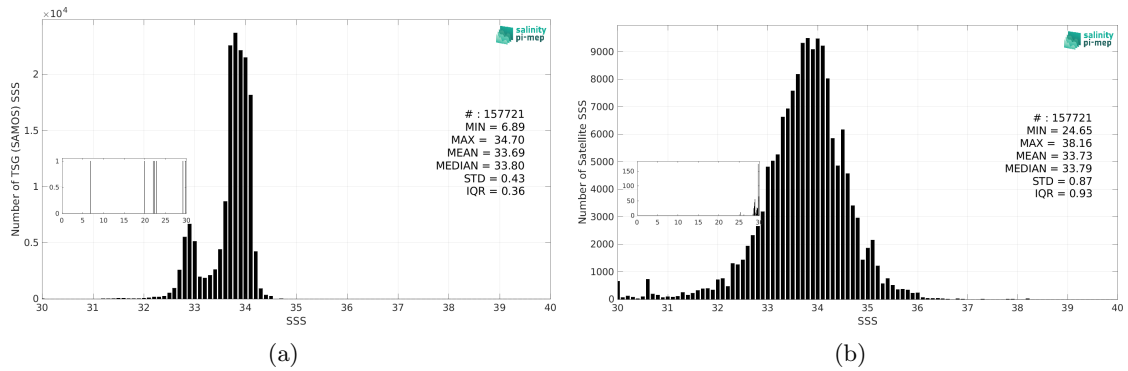 ×10^4
salinity
pi-mep
2
1.5
1
0.5
0
Number of TSG (SAMOS) SSS
# : 157721
MIN = 6.89
MAX = 34.70
MEAN = 33.69
MEDIAN = 33.80
STD = 0.43
IQR = 0.36
1
0.5
0
0 5 10 15 20 25 30
30 31 32 33 34 35 36 37 38 39 40
SSS
(a)
salinity
pi-mep
9000
8000
7000
6000
5000
4000
3000
2000
1000
0
Number of Satellite SSS
# : 157721
MIN = 24.65
MAX = 38.16
MEAN = 33.73
MEDIAN = 33.79
STD = 0.87
IQR = 0.93
150
100
50
0
0 5 10 15 20 25 30
30 31 32 33 34 35 36 37 38 39 40
SSS
(b)